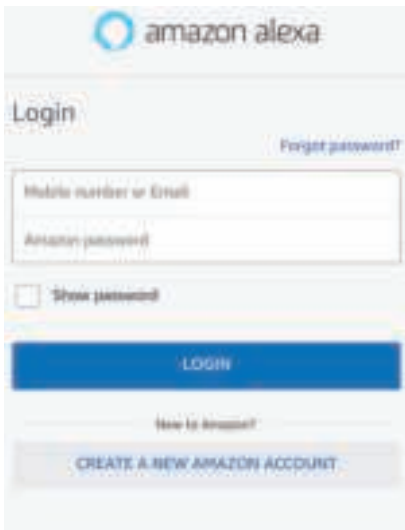 amazon alexa
Login
Forgot password?
Mobile number or Email
Amazon password
Show password
LOGIN
New to Amazon?
CREATE A NEW AMAZON ACCOUNT